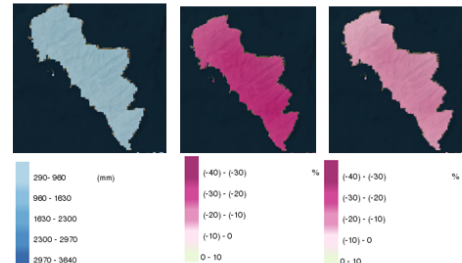 290- 960 (mm)
960 - 1630
1630 - 2300
2300 - 2970
2970 - 3640
(-40) - (-30) %
(-30) - (-20)
(-20) - (-10)
(-10) - 0
0 - 10
(-40) - (-30) %
(-30) - (-20)
(-20) - (-10)
(-10) - 0
0 - 10